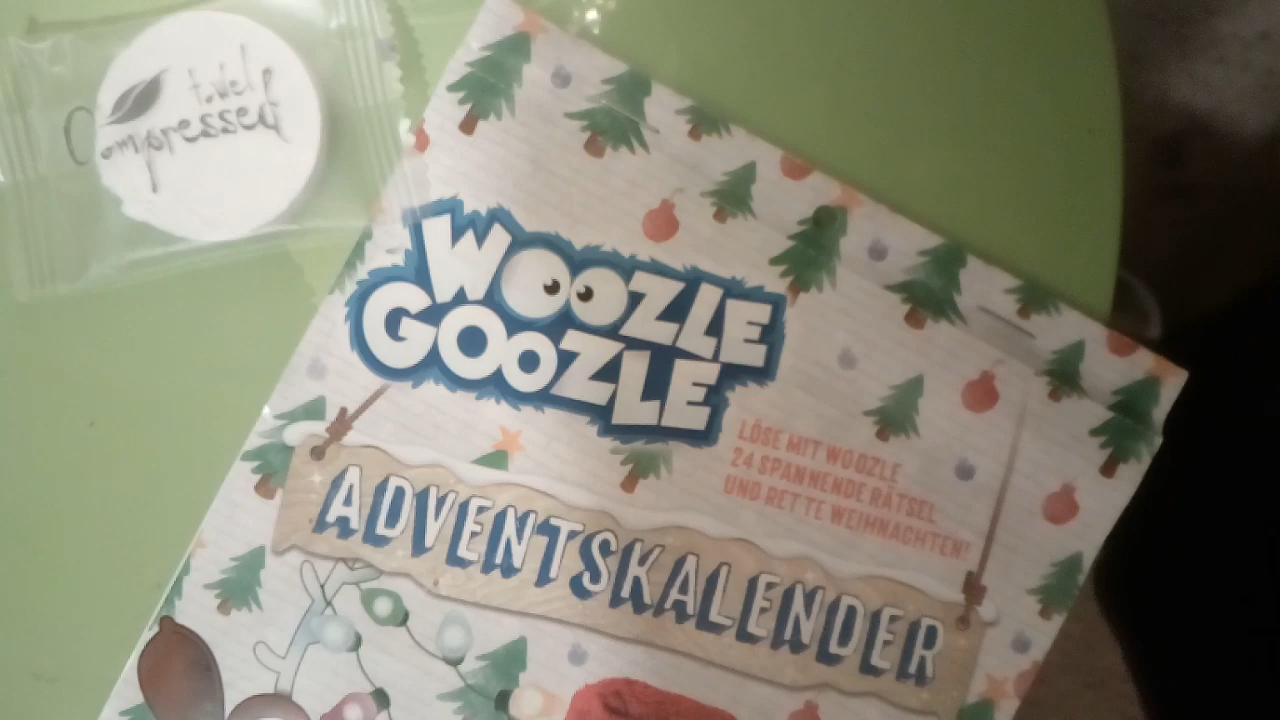 towel
Compressed
WOOZLE
GOOZLE
LÖSE MIT WOOZLE
24 SPANNENDE RÄTSEL
UND RETTE WEIHNACHTEN!
ADVENTSKALENDER